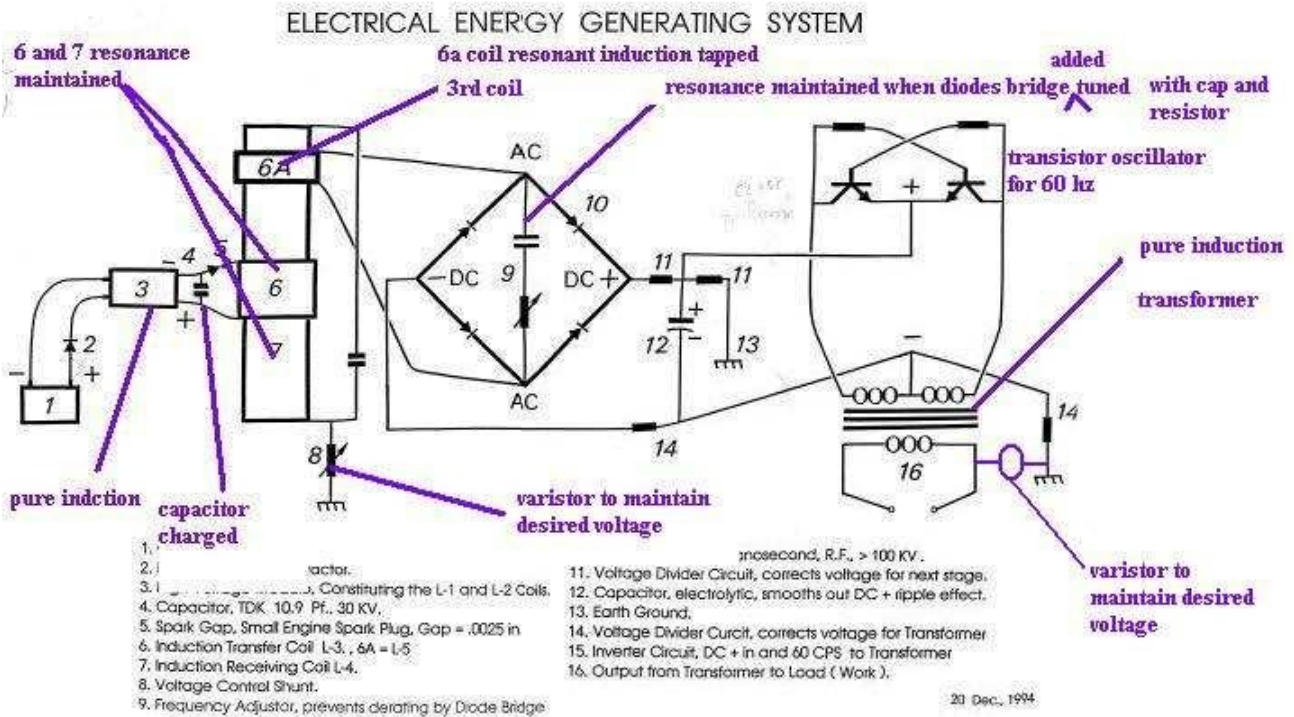 ELECTRICAL ENERGY GENERATING SYSTEM
6 and 7 resonance
maintained
6a coil resonant induction tapped
3rd coil
added
resonance maintained when diodes bridge tuned with cap and
resistor
transistor oscillator
for 60 hz
pure induction
transformer
6A
AC
10
+
- 4
5
3
6
- DC
9
DC +
11
11
2
+
+
12
-
13
7
-
+
-
1
AC
14
14
8
16
pure indction
capacitor
charged
varistor to maintain
desired voltage
varistor to
maintain desired
voltage
1.
2. actor.
3. Constituting the L-1 and L-2 Coils.
4. Capacitor, TDK 10.9 Pf., 30 KV,
5. Spark Gap, Small Engine Spark Plug, Gap = .0025 in
6. Induction Transfer Coil L-3. , 6A = L-5
7. Induction Receiving Coil L-4.
8. Voltage Control Shunt.
9. Frequency Adjustor, prevents derating by Diode Bridge
nosecond, R.F., > 100 KV.
11. Voltage Divider Circuit, corrects voltage for next stage.
12. Capacitor, electrolytic, smooths out DC + ripple effect.
13. Earth Ground,
14. Voltage Divider Curcit, corrects voltage for Transformer
15. Inverter Circuit, DC + in and 60 CPS to Transformer
16. Output from Transformer to Load ( Work ).
20 Dec., 1994